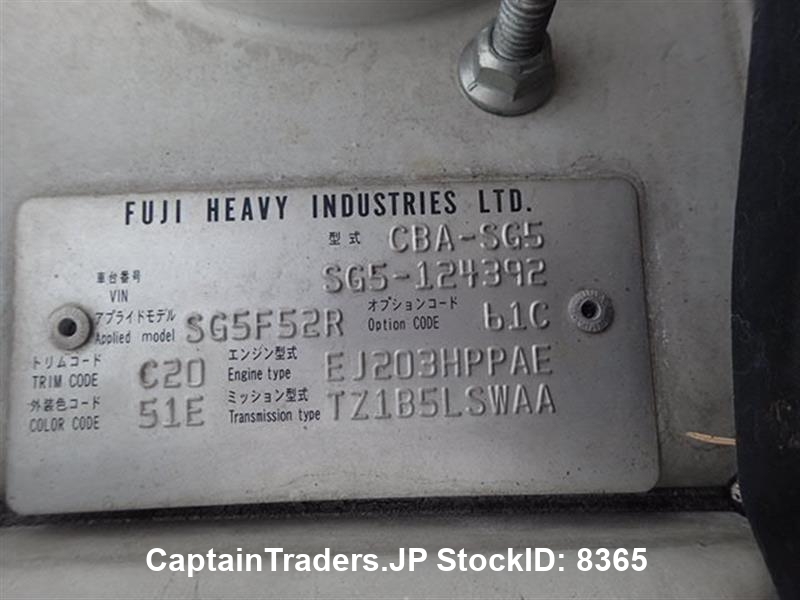 FUJI HEAVY INDUSTRIES LTD.
型式 CBA-SG5
車台番号 VIN SG5-124392
アプライドモデル Applied model SG5F52R オプションコード Option CODE b1C
トリムコード TRIM CODE C20 エンジン型式 Engine type EJ203HPPAE
外装色コード COLOR CODE 51E ミッション型式 Transmission type TZ1B5LSWAA
CaptainTraders.JP StockID: 8365